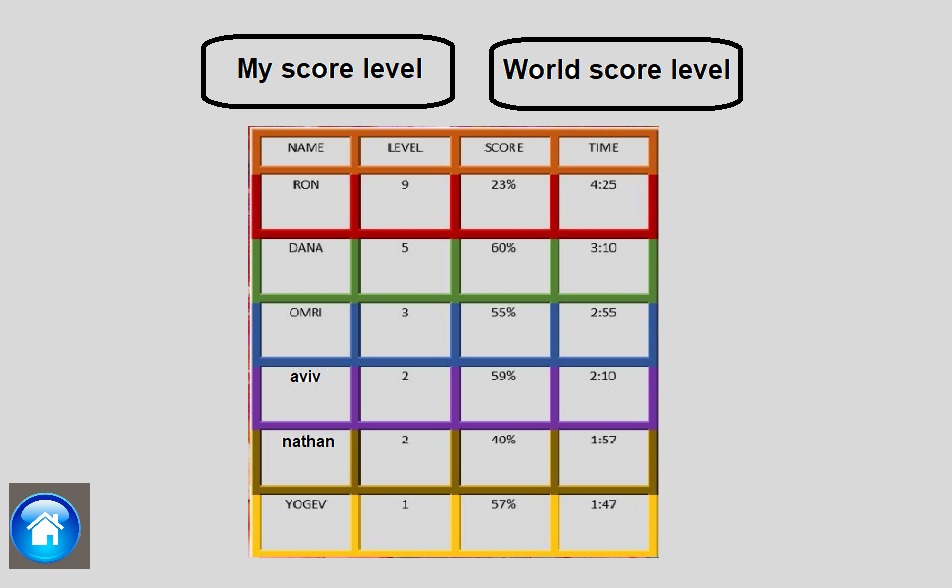 My score level World score level
NAME LEVEL SCORE TIME
RON 9 23% 4:25
DANA 5 60% 3:10
OMRI 3 55% 2:55
aviv 2 59% 2:10
nathan 2 40% 1:57
YOGEV 1 57% 1:47